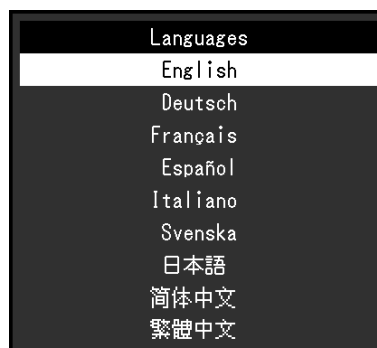 Languages
English
Deutsch
Français
Español
Italiano
Svenska
日本語
简体中文
繁體中文